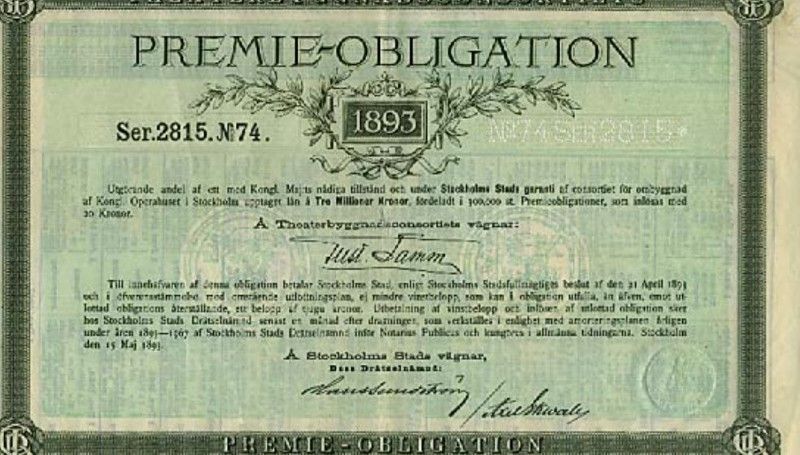 PREMIE-OBLIGATION
1893
Ser.2815.№74. №74SER2815*
Utgörande andel af ett med Kongl. Maj:ts nådiga tillstånd och under Stockholms Stads garanti af consortiet för ombyggnad
af Kongl. Operahuset i Stockholm upptaget lån å Tre Millioner Kronor, fördeladt i 300,000 st. Premieobligationer, som inlösas med
20 Kronor.
Å Theaterbyggnadsconsortiets vägnar:
Tamm
Till innehafvaren af denna obligation betalar Stockholms Stad, enligt Stockholms Stadsfullmägtiges beslut af den 21 April 1893
och i öfverensstämmelse med omstående utlottningsplan, ej mindre vinstbelopp, som kan å obligation utfalla, än äfven, emot ut-
lottad obligations återställande, ett belopp af tjugu kronor. Utbetalning af vinstbelopp och inlösen af utlottad obligation sker
hos Stockholms Stads Drätselnämd senast en månad efter dragningen, som verkställes i enlighet med amorteringsplanen årligen
under åren 1893—1967 af Stockholms Stads Drätselnämd inför Notarius Publicus och kungöres i allmänna tidningarna. Stockholm
den 15 Maj 1893.
Å Stockholms Stads vägnar,
Dess Drätselnämd:
PREMIE-OBLIGATION